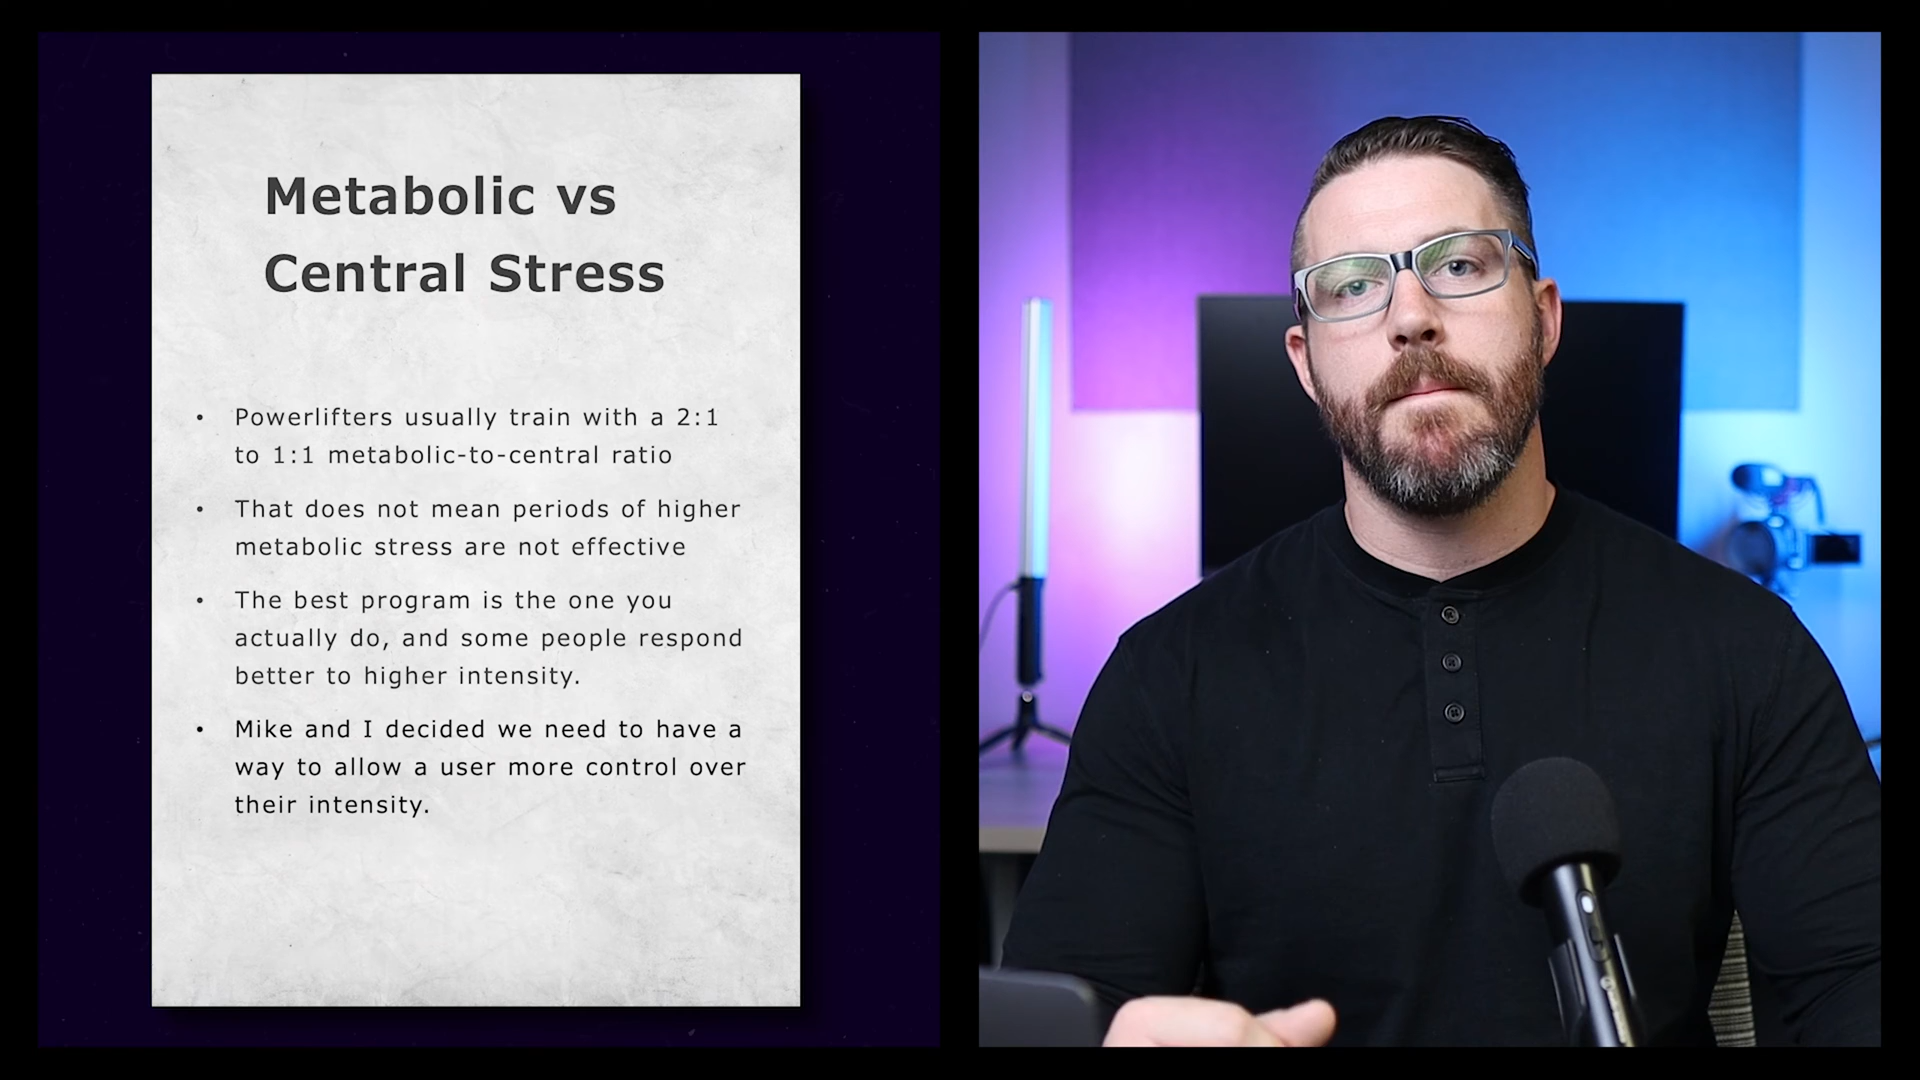 Metabolic vs
Central Stress
• Powerlifters usually train with a 2:1
to 1:1 metabolic-to-central ratio
• That does not mean periods of higher
metabolic stress are not effective
• The best program is the one you
actually do, and some people respond
better to higher intensity.
• Mike and I decided we need to have a
way to allow a user more control over
their intensity.